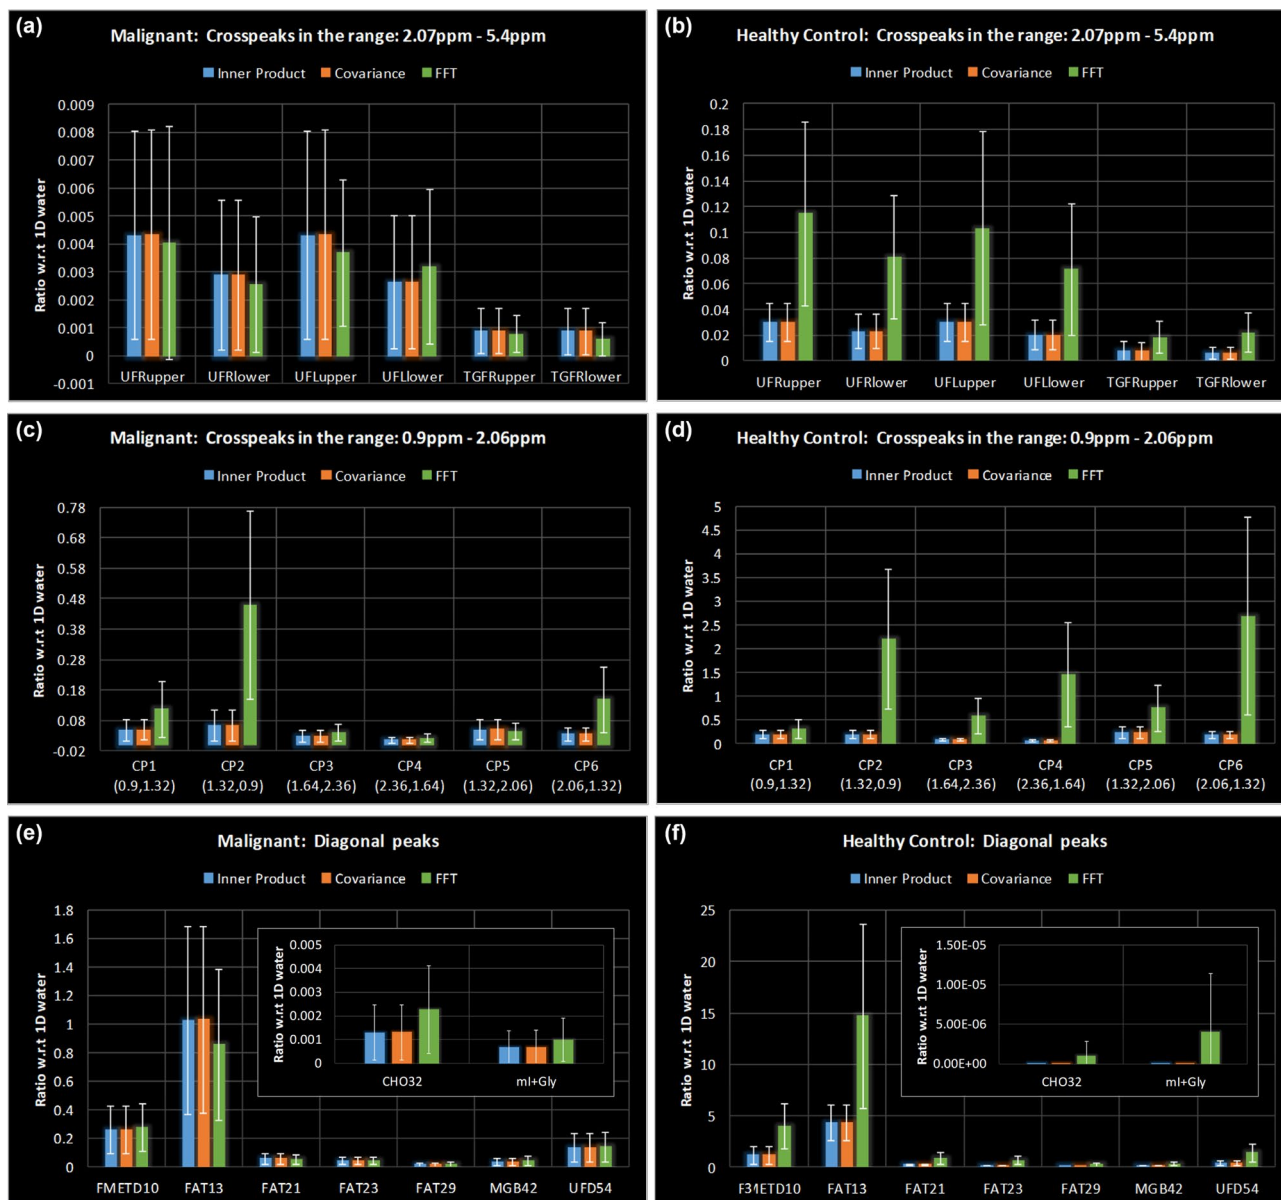 (a)
Malignant: Crosspeaks in the range: 2.07ppm - 5.4ppm
Inner Product Covariance FFT
Ratio w.r.t 1D water
0.009
0.008
0.007
0.006
0.005
0.004
0.003
0.002
0.001
0
-0.001
UFRupper UFRlower UFLupper UFLlower TGFRupper TGFRlower
(b)
Healthy Control: Crosspeaks in the range: 2.07ppm - 5.4ppm
Inner Product Covariance FFT
Ratio w.r.t 1D water
0.2
0.18
0.16
0.14
0.12
0.1
0.08
0.06
0.04
0.02
0
UFRupper UFRlower UFLupper UFLlower TGFRupper TGFRlower
(c)
Malignant: Crosspeaks in the range: 0.9ppm - 2.06ppm
Inner Product Covariance FFT
Ratio w.r.t 1D water
0.78
0.68
0.58
0.48
0.38
0.28
0.18
0.08
-0.02
CP1 CP2 CP3 CP4 CP5 CP6
(0.9,1.32) (1.32,0.9) (1.64,2.36) (2.36,1.64) (1.32,2.06) (2.06,1.32)
(d)
Healthy Control: Crosspeaks in the range: 0.9ppm - 2.06ppm
Inner Product Covariance FFT
Ratio w.r.t 1D water
5
4.5
4
3.5
3
2.5
2
1.5
1
0.5
0
CP1 CP2 CP3 CP4 CP5 CP6
(0.9,1.32) (1.32,0.9) (1.64,2.36) (2.36,1.64) (1.32,2.06) (2.06,1.32)
(e)
Malignant: Diagonal peaks
Inner Product Covariance FFT
Ratio w.r.t 1D water
1.8
1.6
1.4
1.2
1
0.8
0.6
0.4
0.2
0
FMETD10 FAT13 FAT21 FAT23 FAT29 MGB42 UFD54
Ratio w.r.t 1D water
0.005
0.004
0.003
0.002
0.001
0
CHO32 mI+Gly
(f)
Healthy Control: Diagonal peaks
Inner Product Covariance FFT
Ratio w.r.t 1D water
25
20
15
10
5
0
FAT13 FAT21 FAT23 FAT29 MGB42 UFD54
Ratio w.r.t 1D water
1.50E-05
1.00E-05
5.00E-06
0.00E+00
CHO32 mI+Gly